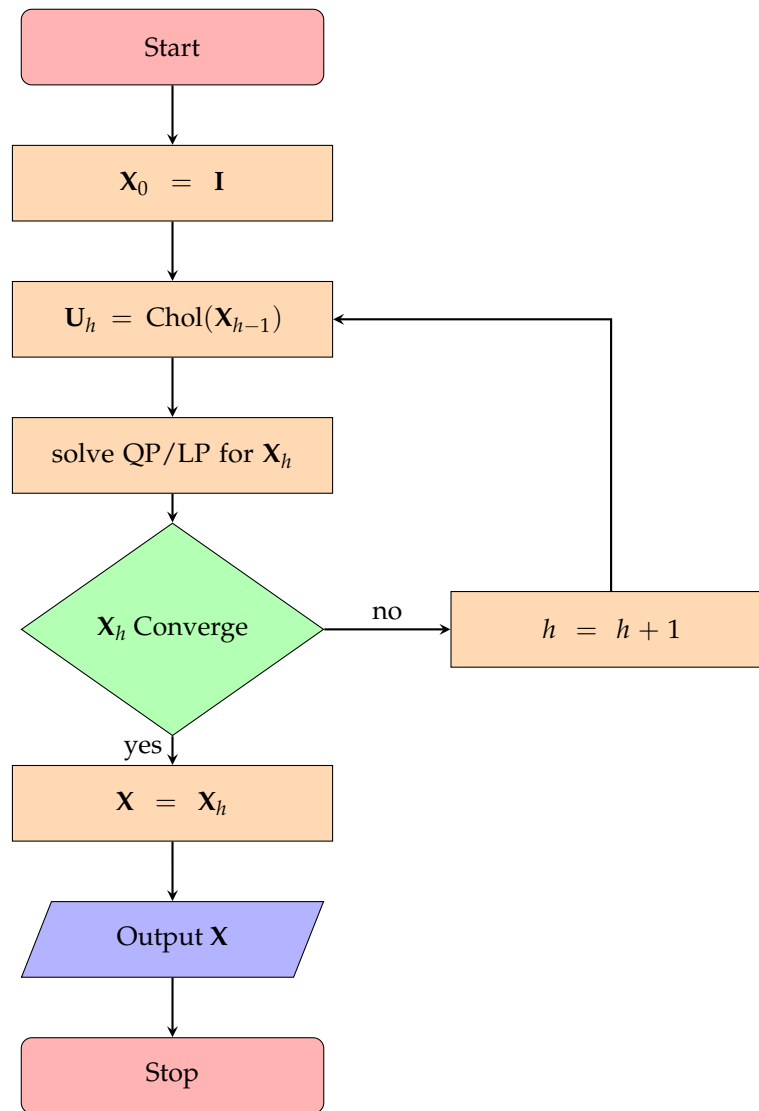 Start
X₀ = I
Uₕ = Chol(Xₕ₋₁)
solve QP/LP for Xₕ
Xₕ Converge
no
h = h + 1
yes
X = Xₕ
Output X
Stop